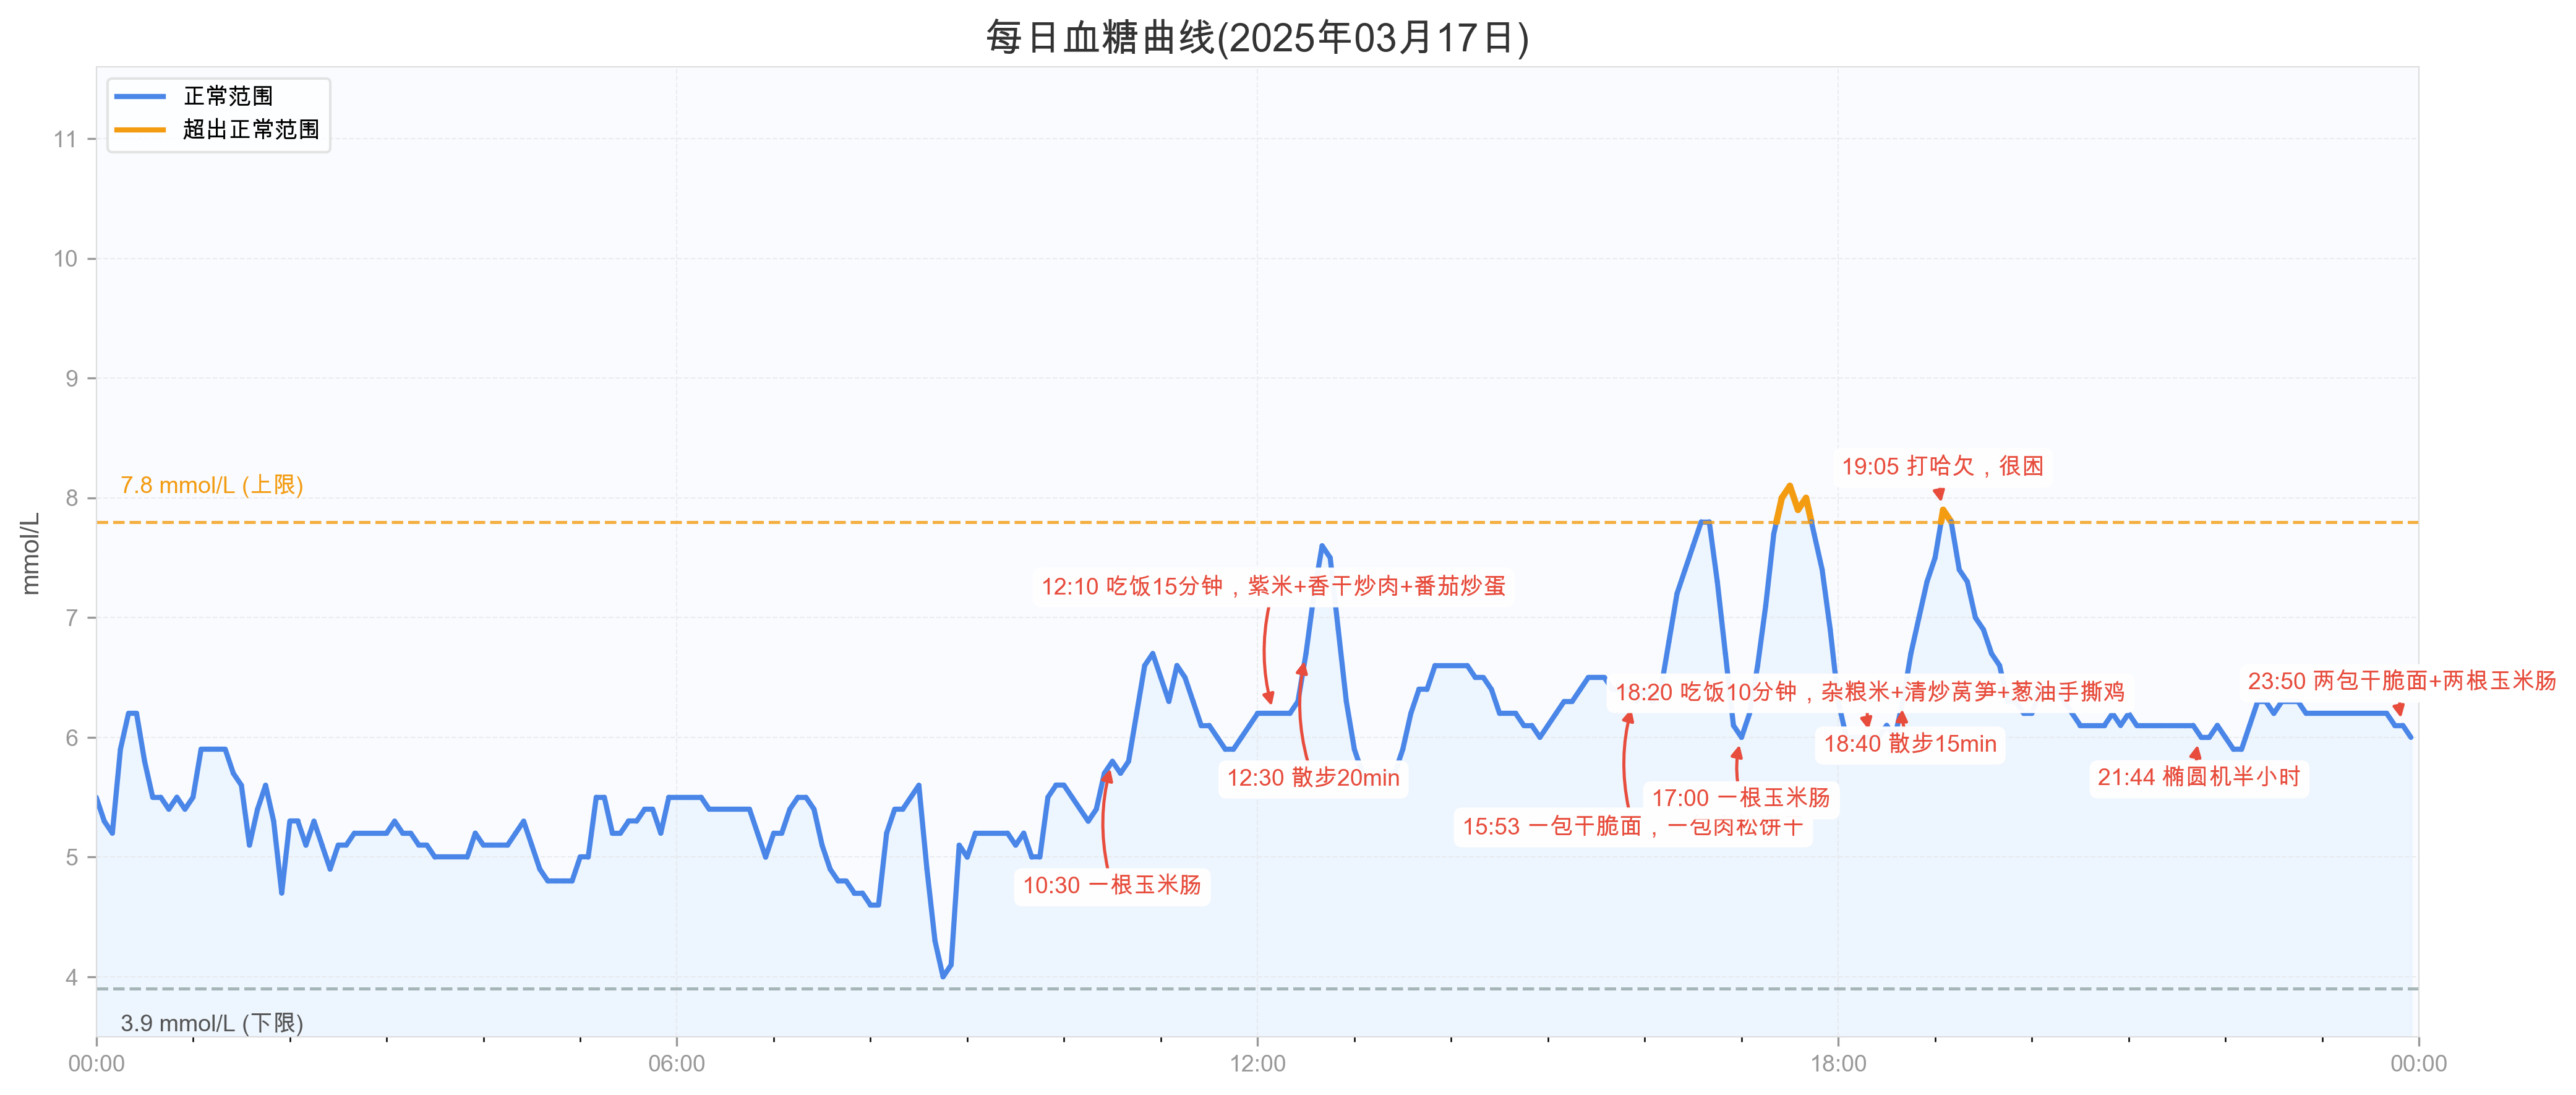 每日血糖曲线(2025年03月17日)
正常范围
超出正常范围
mmol/L
11
10
9
8
7
6
5
4
7.8 mmol/L (上限)
3.9 mmol/L (下限)
19:05 打哈欠，很困
12:10 吃饭15分钟，紫米+香干炒肉+番茄炒蛋
18:20 吃饭10分钟，杂粮米+清炒莴笋+葱油手撕鸡
23:50 两包干脆面+两根玉米肠
18:40 散步15min
12:30 散步20min
21:44 椭圆机半小时
17:00 一根玉米肠
15:53 一包干脆面，一包肉松饼干
10:30 一根玉米肠
00:00
06:00
12:00
18:00
00:00